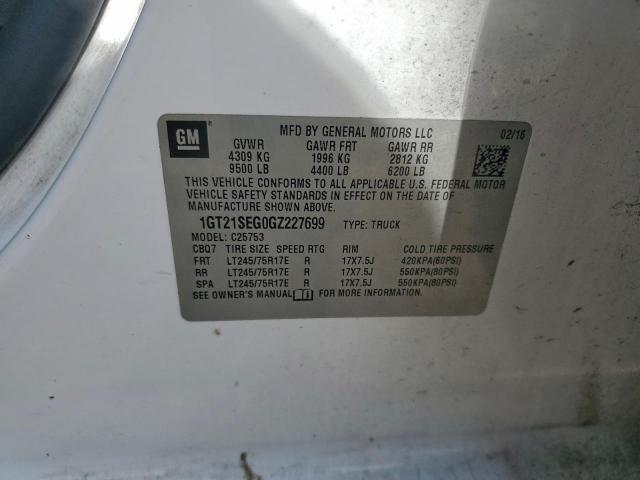 GM
MFD BY GENERAL MOTORS LLC 02/16
GVWR GAWR FRT GAWR RR
4309 KG 1996 KG 2812 KG
9500 LB 4400 LB 6200 LB
THIS VEHICLE CONFORMS TO ALL APPLICABLE U.S. FEDERAL MOTOR
VEHICLE SAFETY STANDARDS IN EFFECT ON THE DATE OF
MANUFACTURE SHOWN ABOVE.
1GT21SEG0GZ227699 TYPE: TRUCK
MODEL: C25753
CBQ7 TIRE SIZE SPEED RTG RIM COLD TIRE PRESSURE
FRT LT245/75R17E R 17X7.5J 420KPA(60PSI)
RR LT245/75R17E R 17X7.5J 550KPA(80PSI)
SPA LT245/75R17E R 17X7.5J 550KPA(80PSI)
SEE OWNER'S MANUAL FOR MORE INFORMATION.